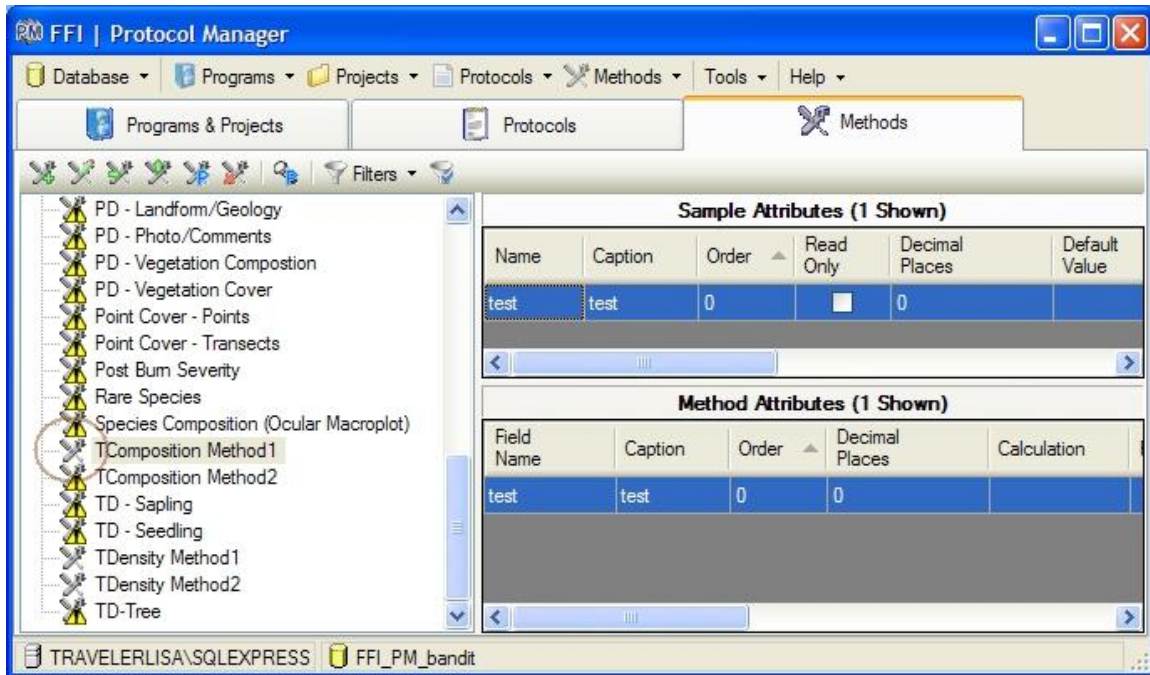 FFI | Protocol Manager
Database Programs Projects Protocols Methods Tools Help
Programs & Projects Protocols Methods
Filters
PD - Landform/Geology
PD - Photo/Comments
PD - Vegetation Compostion
PD - Vegetation Cover
Point Cover - Points
Point Cover - Transects
Post Burn Severity
Rare Species
Species Composition (Ocular Macroplot)
TComposition Method1
TComposition Method2
TD - Sapling
TD - Seedling
TDensity Method1
TDensity Method2
TD-Tree
Sample Attributes (1 Shown)
Name Caption Order Read Only Decimal Places Default Value
test test 0 0
Method Attributes (1 Shown)
Field Name Caption Order Decimal Places Calculation
test test 0 0
TRAVELERLISA\SQLEXPRESS FFI_PM_bandit